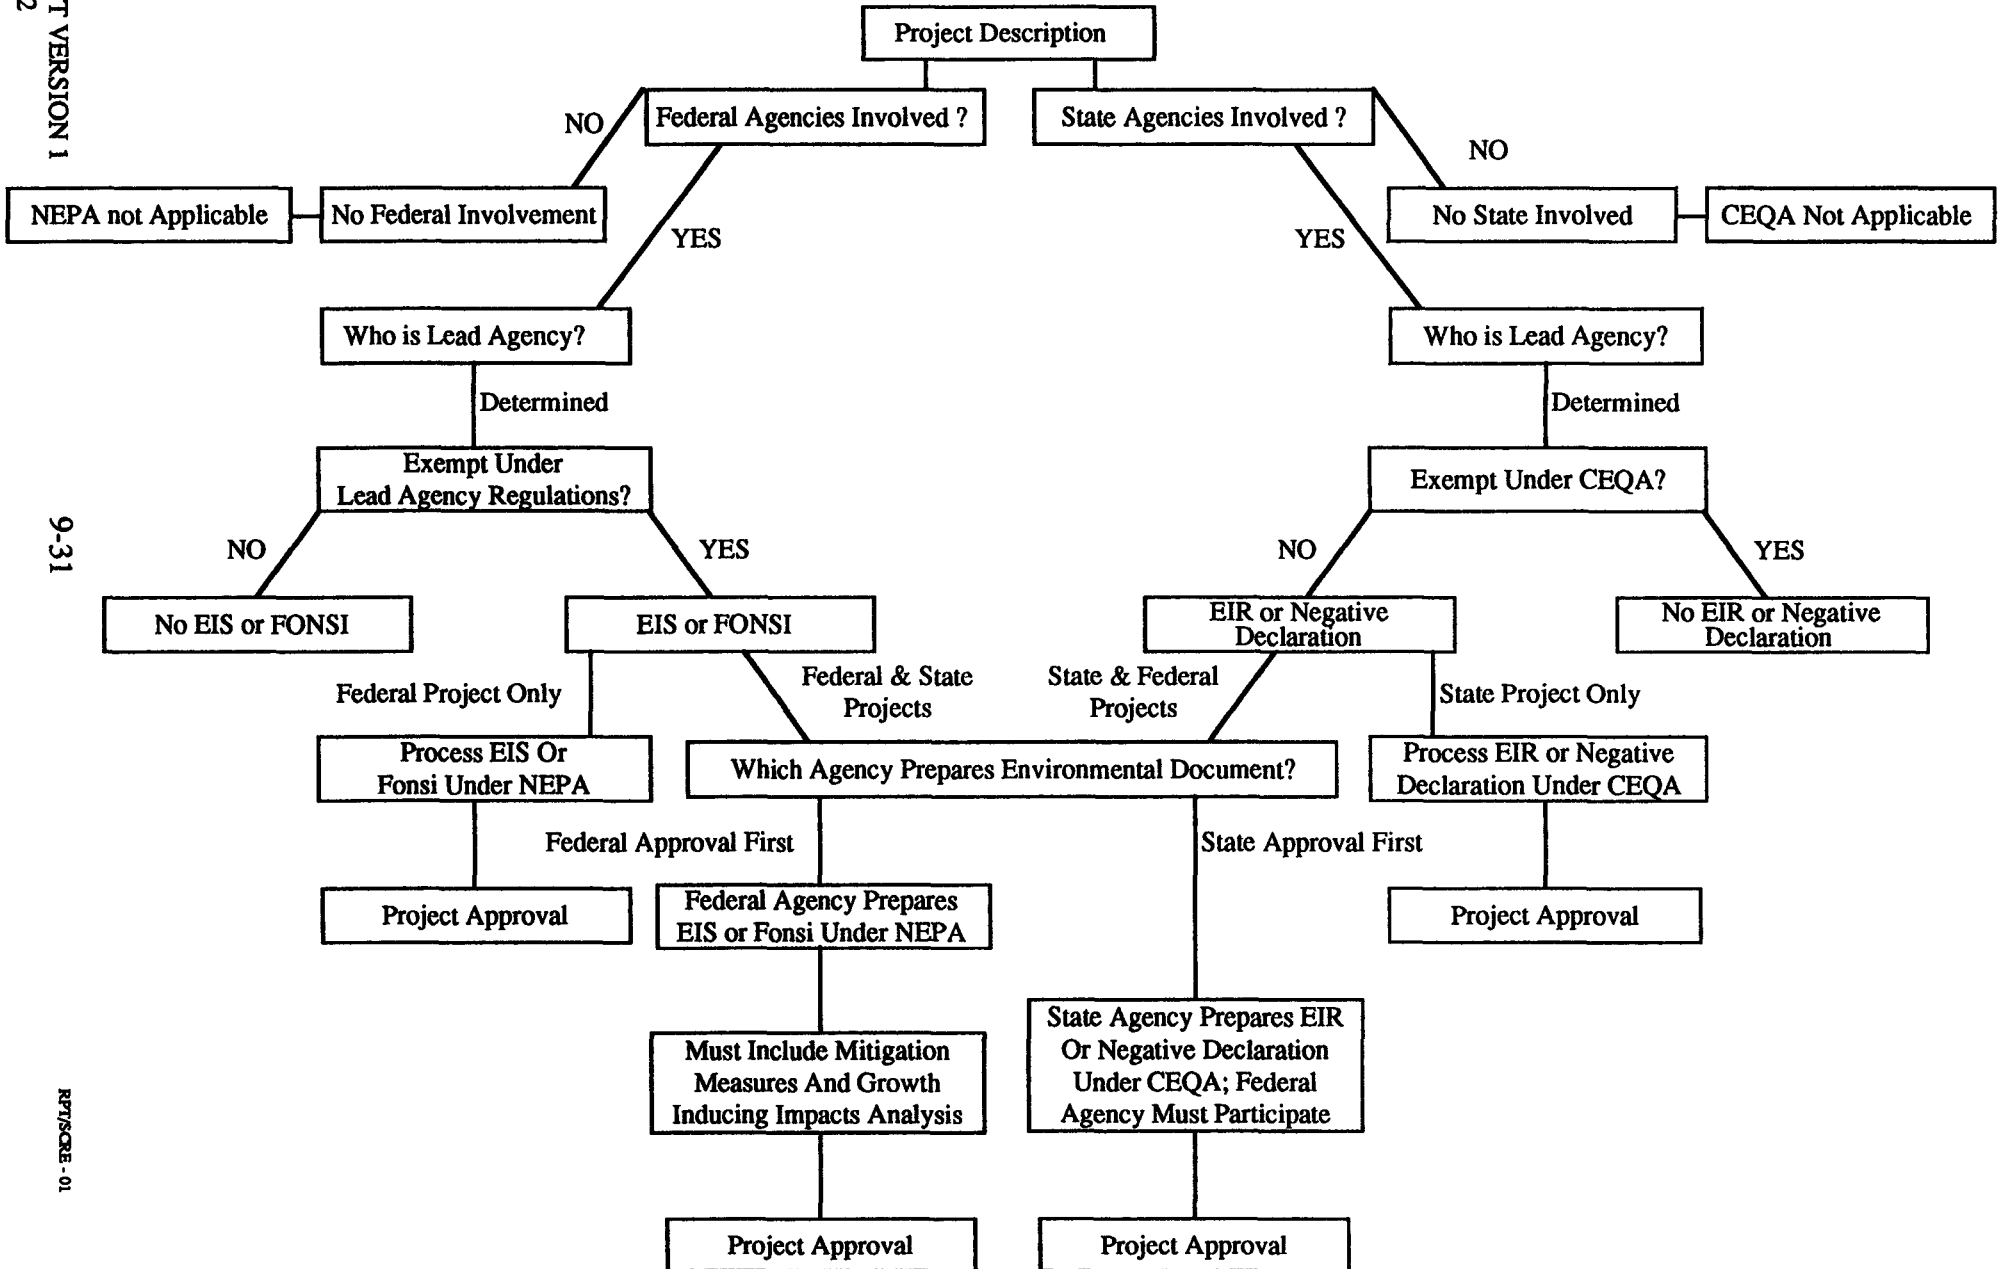 T VERSION 1
2
9-31
RPT/SCRE - 01
Project Description
Federal Agencies Involved ?
State Agencies Involved ?
NO
NO
NEPA not Applicable
No Federal Involvement
No State Involved
CEQA Not Applicable
YES
YES
Who is Lead Agency?
Who is Lead Agency?
Determined
Determined
Exempt Under
Lead Agency Regulations?
Exempt Under CEQA?
NO
YES
NO
YES
No EIS or FONSI
EIS or FONSI
EIR or Negative
Declaration
No EIR or Negative
Declaration
Federal Project Only
Federal & State
Projects
State & Federal
Projects
State Project Only
Process EIS Or
Fonsi Under NEPA
Which Agency Prepares Environmental Document?
Process EIR or Negative
Declaration Under CEQA
Federal Approval First
State Approval First
Project Approval
Federal Agency Prepares
EIS or Fonsi Under NEPA
Project Approval
Must Include Mitigation
Measures And Growth
Inducing Impacts Analysis
State Agency Prepares EIR
Or Negative Declaration
Under CEQA; Federal
Agency Must Participate
Project Approval
Project Approval